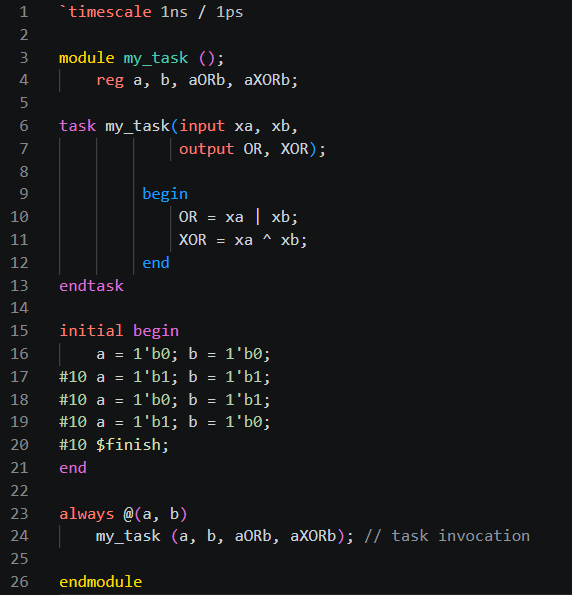 1 `timescale 1ns / 1ps
2
3 module my_task ();
4     reg a, b, aORb, aXORb;
5
6 task my_task(input xa, xb,
7              output OR, XOR);
8
9          begin
10              OR = xa | xb;
11              XOR = xa ^ xb;
12          end
13 endtask
14
15 initial begin
16     a = 1'b0; b = 1'b0;
17 #10 a = 1'b1; b = 1'b1;
18 #10 a = 1'b0; b = 1'b1;
19 #10 a = 1'b1; b = 1'b0;
20 #10 $finish;
21 end
22
23 always @(a, b)
24     my_task (a, b, aORb, aXORb); // task invocation
25
26 endmodule